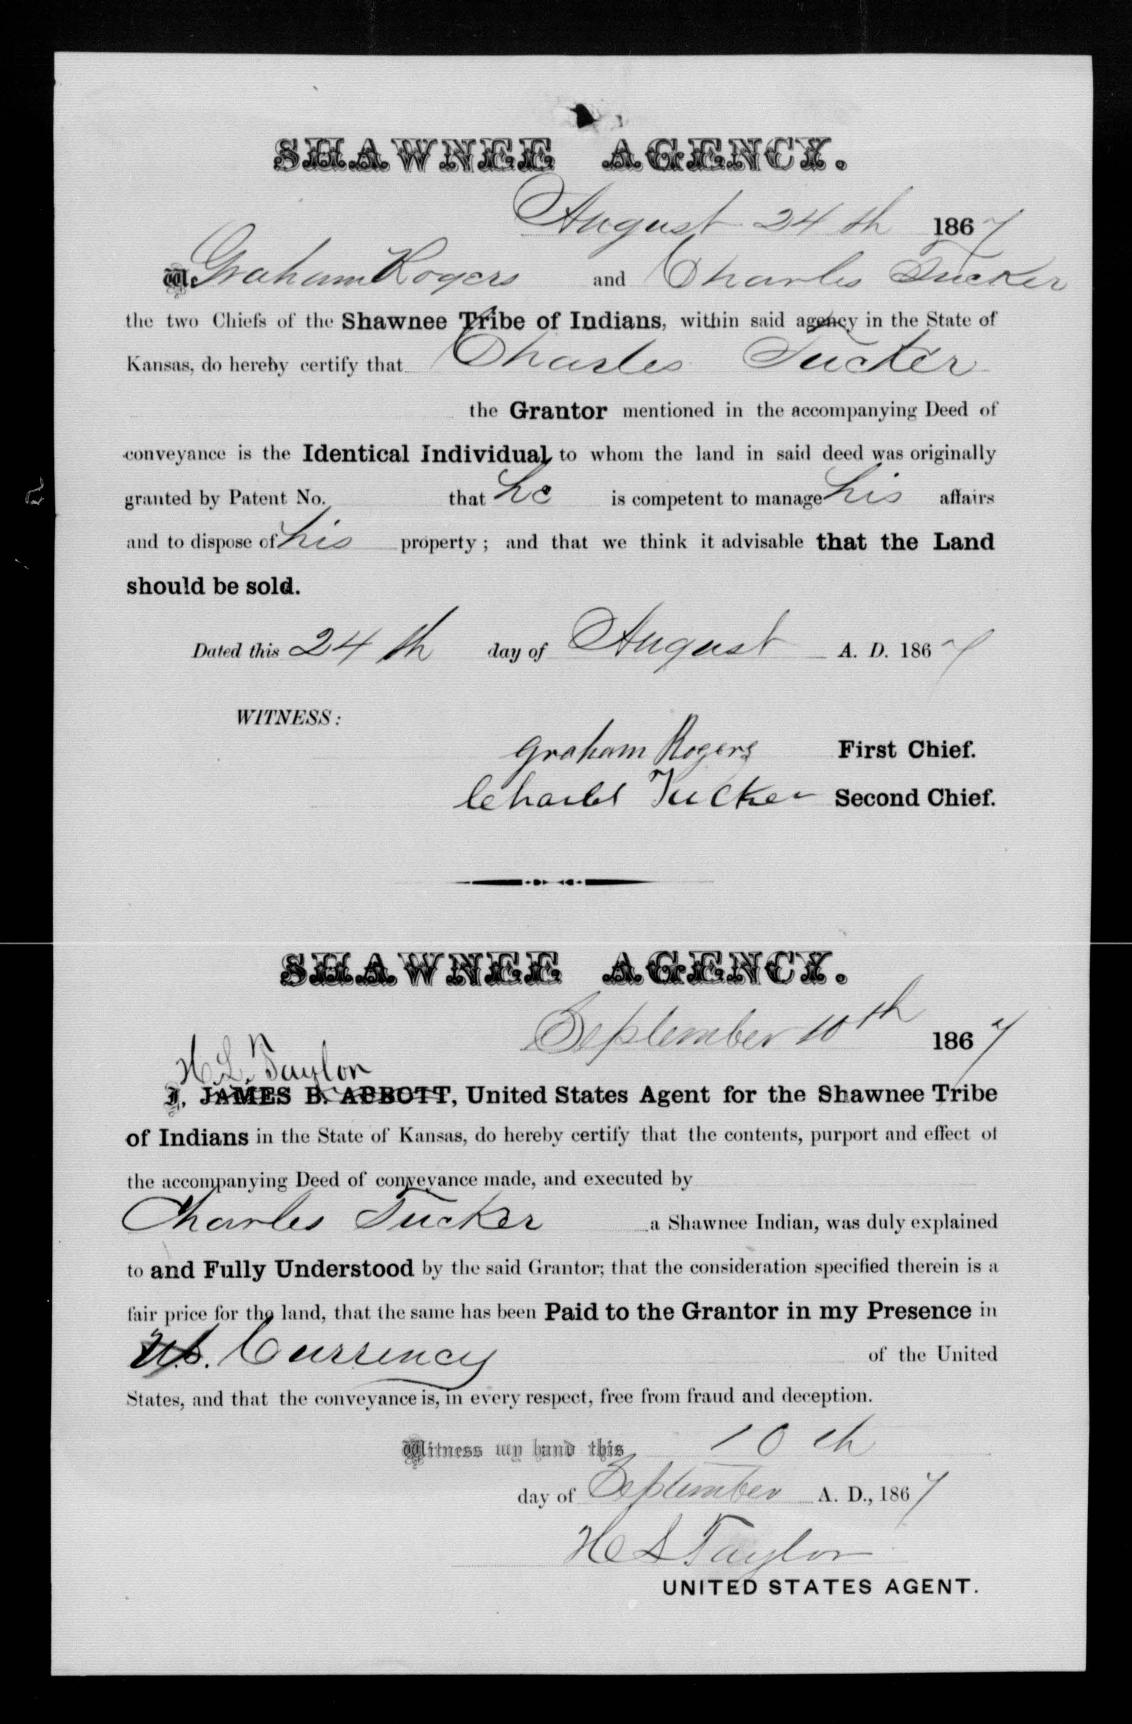 SHAWNEE AGENCY.
August 24th 1867
We Graham Rogers and Charles Tucker
the two Chiefs of the Shawnee Tribe of Indians, within said agency in the State of
Kansas, do hereby certify that Charles Tucker
the Grantor mentioned in the accompanying Deed of
conveyance is the Identical Individual, to whom the land in said deed was originally
granted by Patent No. that he is competent to manage his affairs
and to dispose of his property; and that we think it advisable that the Land
should be sold.
Dated this 24th day of August A. D. 1867
WITNESS:
Graham Rogers First Chief.
Charles Tucker Second Chief.
SHAWNEE AGENCY.
September 10th 1867
Taylor
I, JAMES B. ABBOTT, United States Agent for the Shawnee Tribe
of Indians in the State of Kansas, do hereby certify that the contents, purport and effect of
the accompanying Deed of conveyance made, and executed by
Charles Tucker a Shawnee Indian, was duly explained
to and Fully Understood by the said Grantor; that the consideration specified therein is a
fair price for the land, that the same has been Paid to the Grantor in my Presence in
U.S. Currency of the United
States, and that the conveyance is, in every respect, free from fraud and deception.
Witness my hand this 10th
day of September A. D., 1867
Taylor
UNITED STATES AGENT.